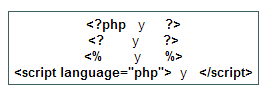 <?php y ?>
<? y ?>
<% y %>
<script language="php"> y </script>